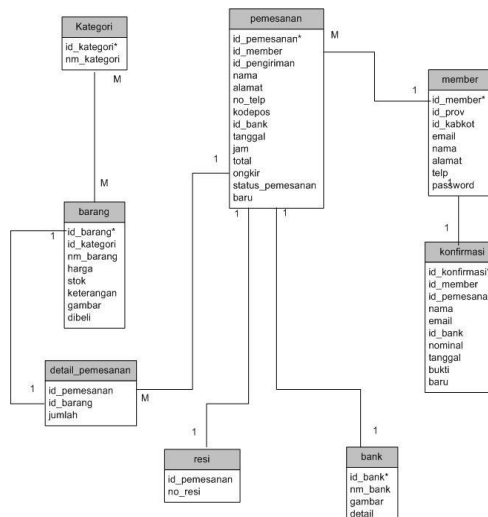 Kategori
id_kategori*
nm_kategori
M
M
barang
1
id_barang*
id_kategori
nm_barang
harga
stok
keterangan
gambar
dibeli
detail_pemesanan
1
id_pemesanan
id_barang
jumlah
M
pemesanan
id_pemesanan*
id_member
id_pengiriman
nama
alamat
no_telp
kodepos
id_bank
tanggal
jam
total
ongkir
status_pemesanan
baru
M
1
1
1
1
member
id_member*
id_prov
id_kabkot
email
nama
alamat
telp
password
1
1
konfirmasi
id_konfirmasi*
id_member
id_pemesana
nama
email
id_bank
nominal
tanggal
bukti
baru
1
resi
id_pemesanan
no_resi
1
bank
id_bank*
nm_bank
gambar
detail